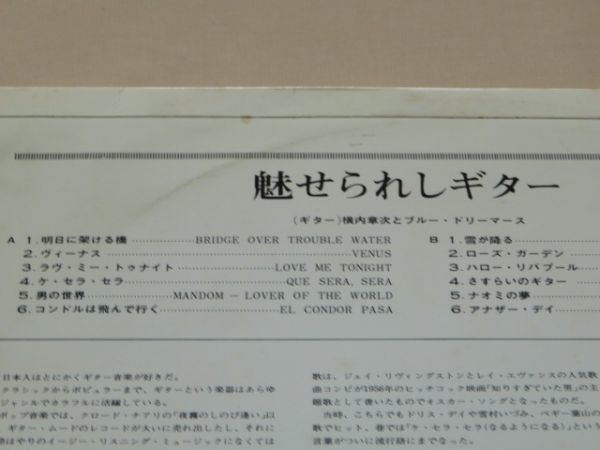 魅せられしギター
(ギター)横内章次とブルー・ドリーマース
A 1.明日に架ける橋 BRIDGE OVER TROUBLE WATER
2.ヴィーナス VENUS
3.ラヴ・ミー・トゥナイト LOVE ME TONIGHT
4.ケ・セラ・セラ QUE SERA, SERA
5.男の世界 MANDOM – LOVER OF THE WORLD
6.コンドルは飛んで行く EL CONDOR PASA
B 1.雪が降る
2.ローズ・ガーデン
3.ハロー・リバプール
4.さすらいのギター
5.ナオミの夢
6.アナザー・デイ
日本人はとにかくギター音楽が好きだ。
クラシックからポピュラーまで、ギターという楽器はあらゆ
ジャンルでカラフルに活躍している。
ポップ音楽では、クロード・チアリの「夜霧のしのび逢い」以
ギター・ムードのレコードが大いに売れ出したし、それに
はやりのイージー・リスニング・ミュージックになくては
歌は、ジェイ・リヴィングストンとレイ・エヴァンスの人気歌
曲コンビが1956年のヒッチコック映画「知りすぎていた男」の主
題歌として書いたものでオスカー・ソングとなったものだ。
当時、こちらでもドリス・デイや雪村いづみ、ペギー葉山の
歌でヒット、巷では「ケ・セラ・セラ(なるようになる)」という
言葉がついに流行語にまでなった。